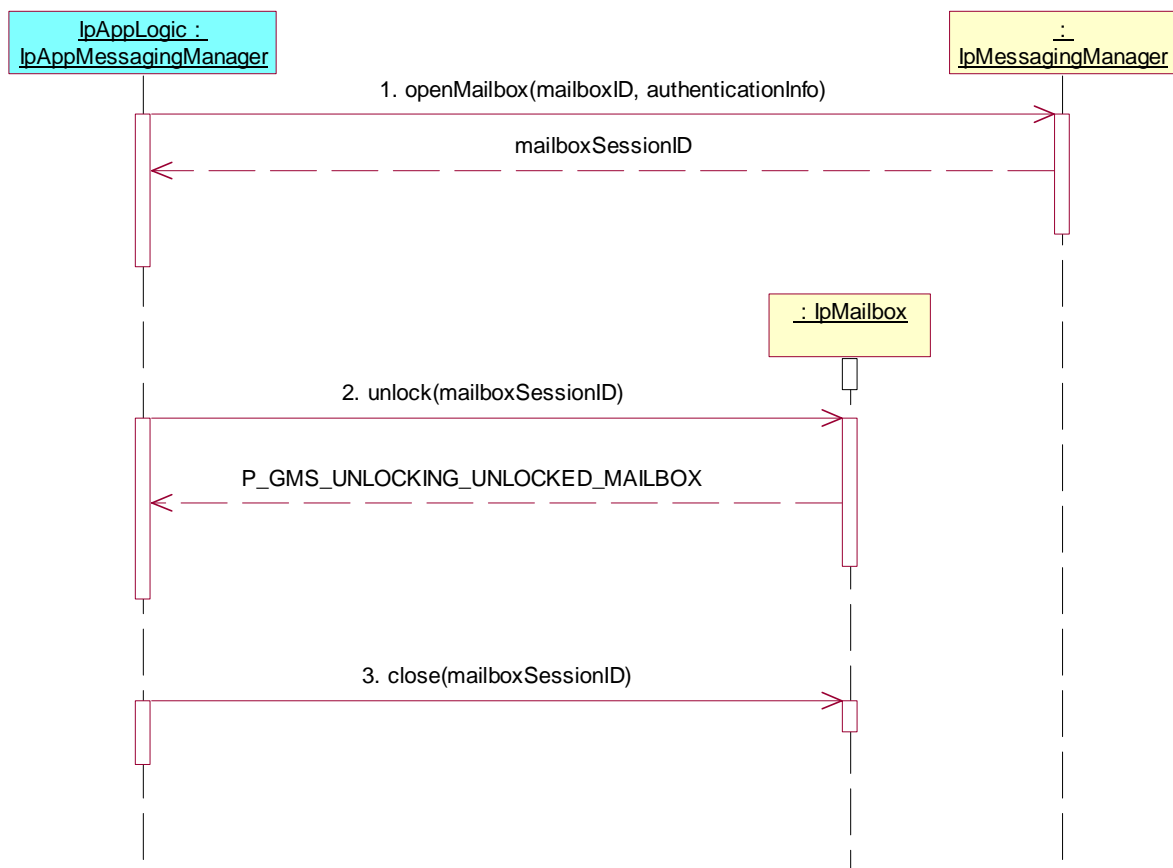 IpAppLogic :
IpAppMessagingManager
:
IpMessagingManager
1. openMailbox(mailboxID, authenticationInfo)
mailboxSessionID
: IpMailbox
2. unlock(mailboxSessionID)
P_GMS_UNLOCKING_UNLOCKED_MAILBOX
3. close(mailboxSessionID)